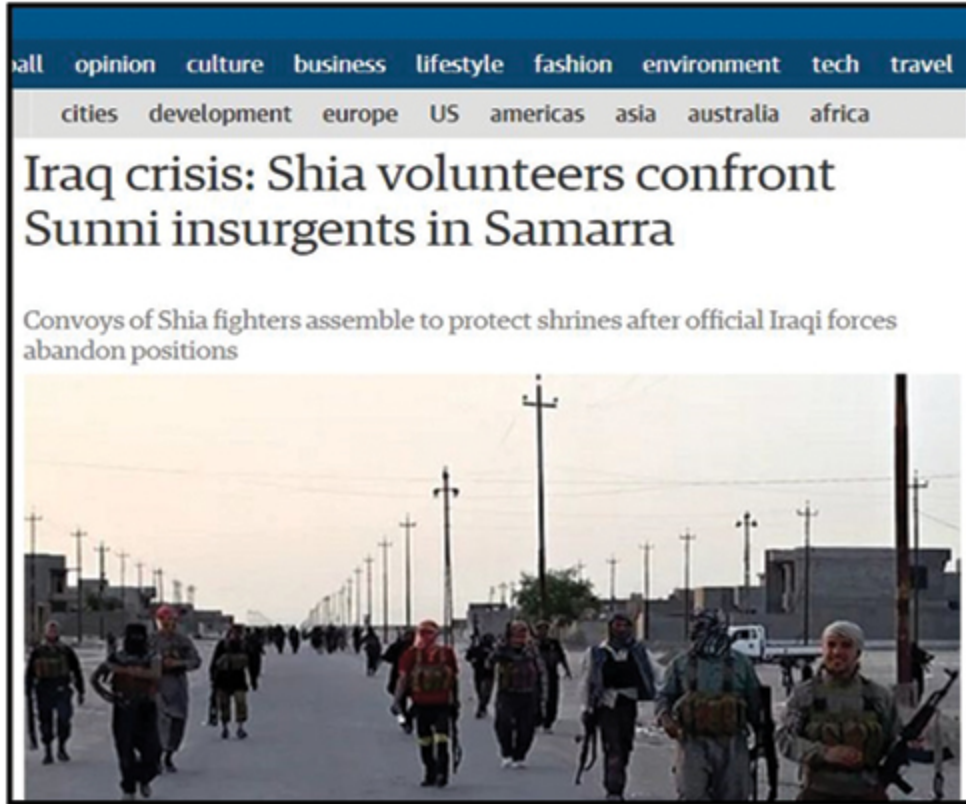 opinion culture business lifestyle fashion environment tech travel
cities development europe US americas asia australia africa
Iraq crisis: Shia volunteers confront
Sunni insurgents in Samarra
Convoys of Shia fighters assemble to protect shrines after official Iraqi forces
abandon positions